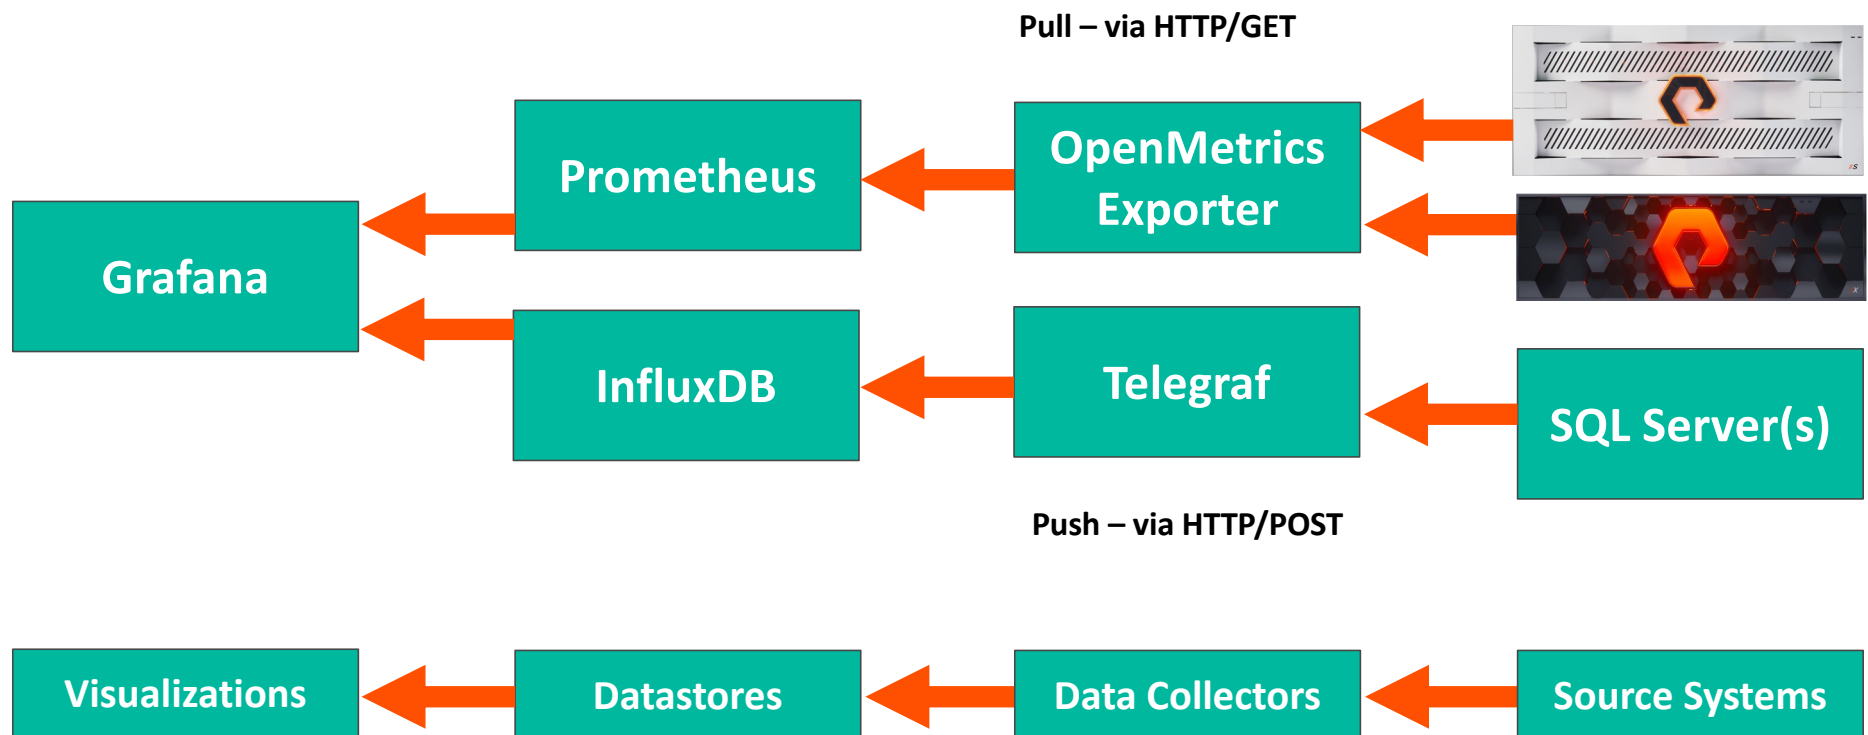 Pull – via HTTP/GET
OpenMetrics
Exporter
Prometheus
Grafana
InfluxDB
Telegraf
SQL Server(s)
Push – via HTTP/POST
Visualizations
Datastores
Data Collectors
Source Systems